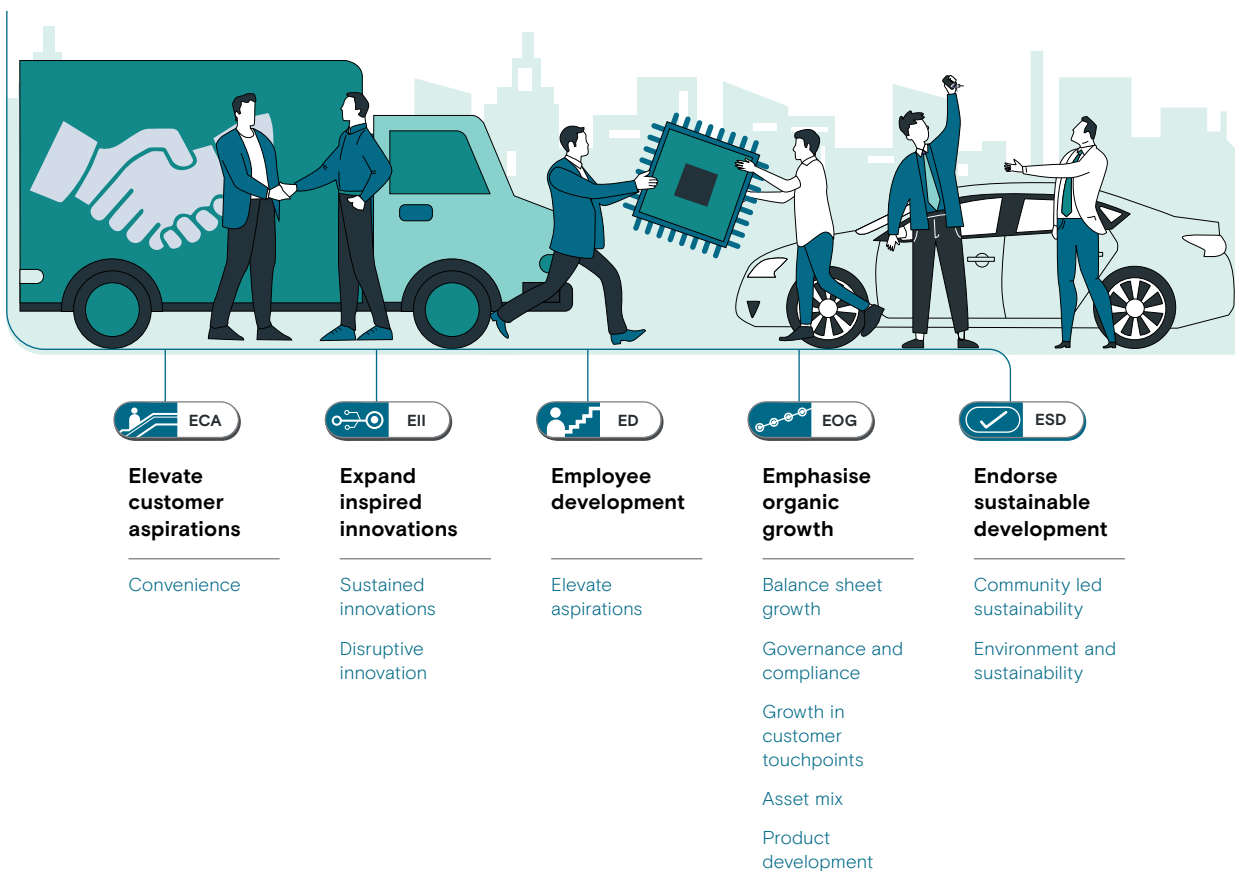 ECA
Elevate
customer
aspirations
Convenience
EII
Expand
inspired
innovations
Sustained
innovations
Disruptive
innovation
ED
Employee
development
Elevate
aspirations
EOG
Emphasise
organic
growth
Balance sheet
growth
Governance and
compliance
Growth in
customer
touchpoints
Asset mix
Product
development
ESD
Endorse
sustainable
development
Community led
sustainability
Environment and
sustainability